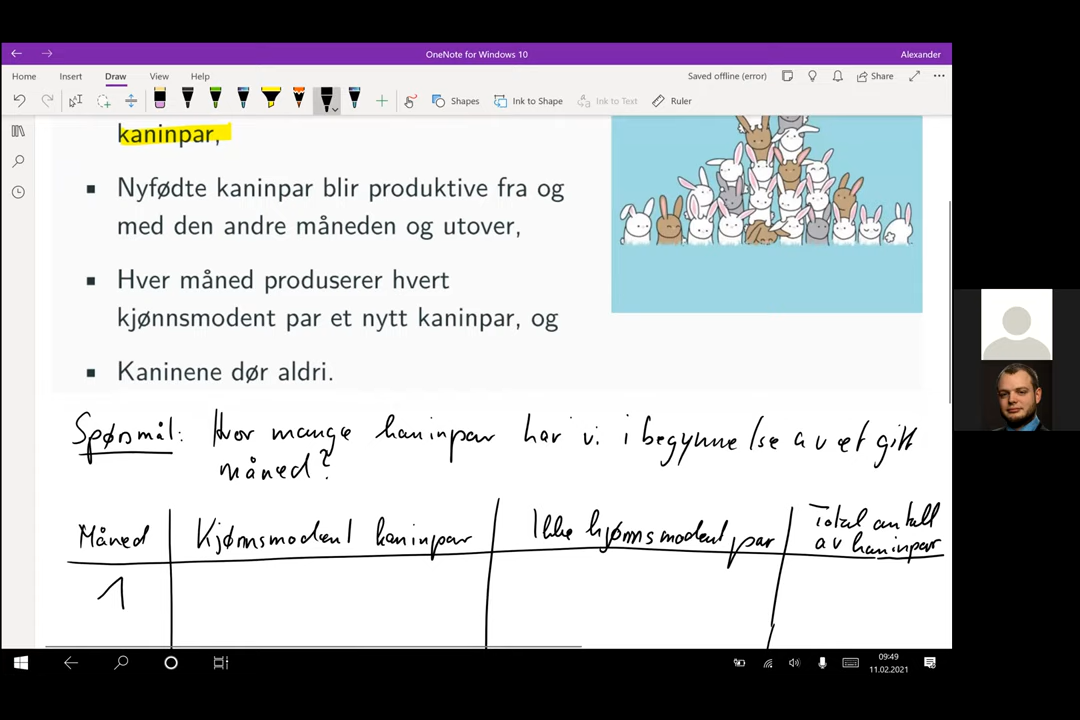 OneNote for Windows 10
Alexander
Home Insert Draw View Help
Saved offline (error) Share
Shapes Ink to Shape Ink to Text Ruler
kaninpar,
Nyfødte kaninpar blir produktive fra og
med den andre måneden og utover,
Hver måned produserer hvert
kjønnsmodent par et nytt kaninpar, og
Kaninene dør aldri.
Spørsmål: Hvor mange kaninpar har vi i begynnelse av et gitt
måned?
Måned Kjønnsmodent kaninpar Ikke kjønnsmodent par Total antall
av kaninpar
1
09:49
11.02.2021